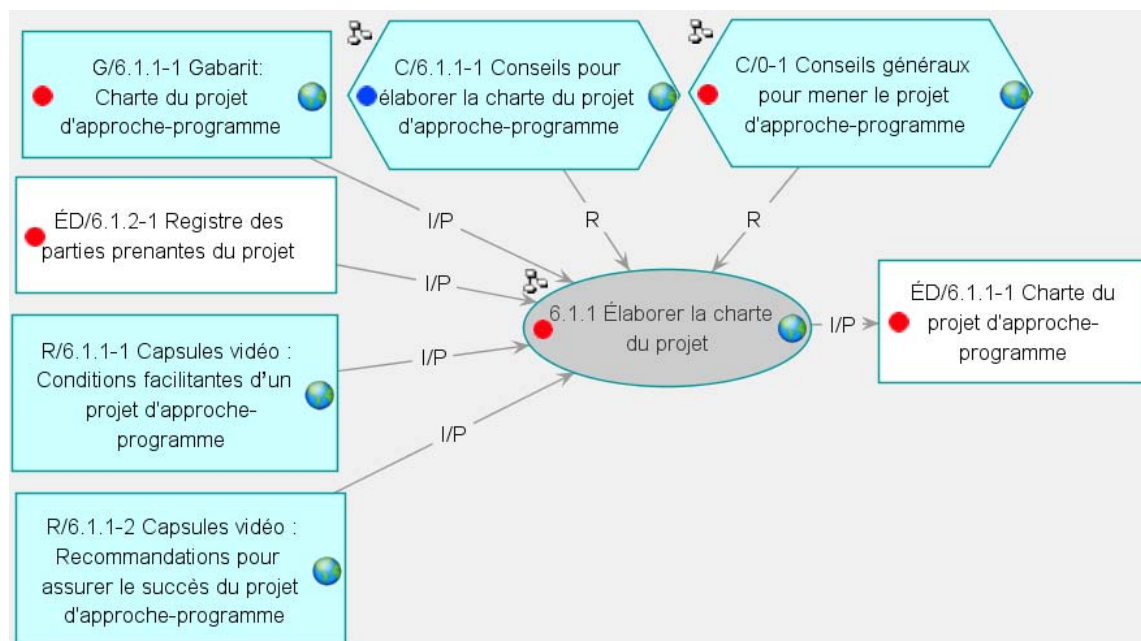 G/6.1.1-1 Gabarit:
Charte du projet
d'approche-programme
C/6.1.1-1 Conseils pour
élaborer la charte du projet
d'approche-programme
C/0-1 Conseils généraux
pour mener le projet
d'approche-programme
I/P
R
R
ÉD/6.1.2-1 Registre des
parties prenantes du projet
I/P
6.1.1 Élaborer la charte
du projet
I/P
ÉD/6.1.1-1 Charte du
projet d'approche-
programme
R/6.1.1-1 Capsules vidéo :
Conditions facilitantes d’un
projet d'approche-
programme
I/P
I/P
R/6.1.1-2 Capsules vidéo :
Recommandations pour
assurer le succès du projet
d'approche-programme